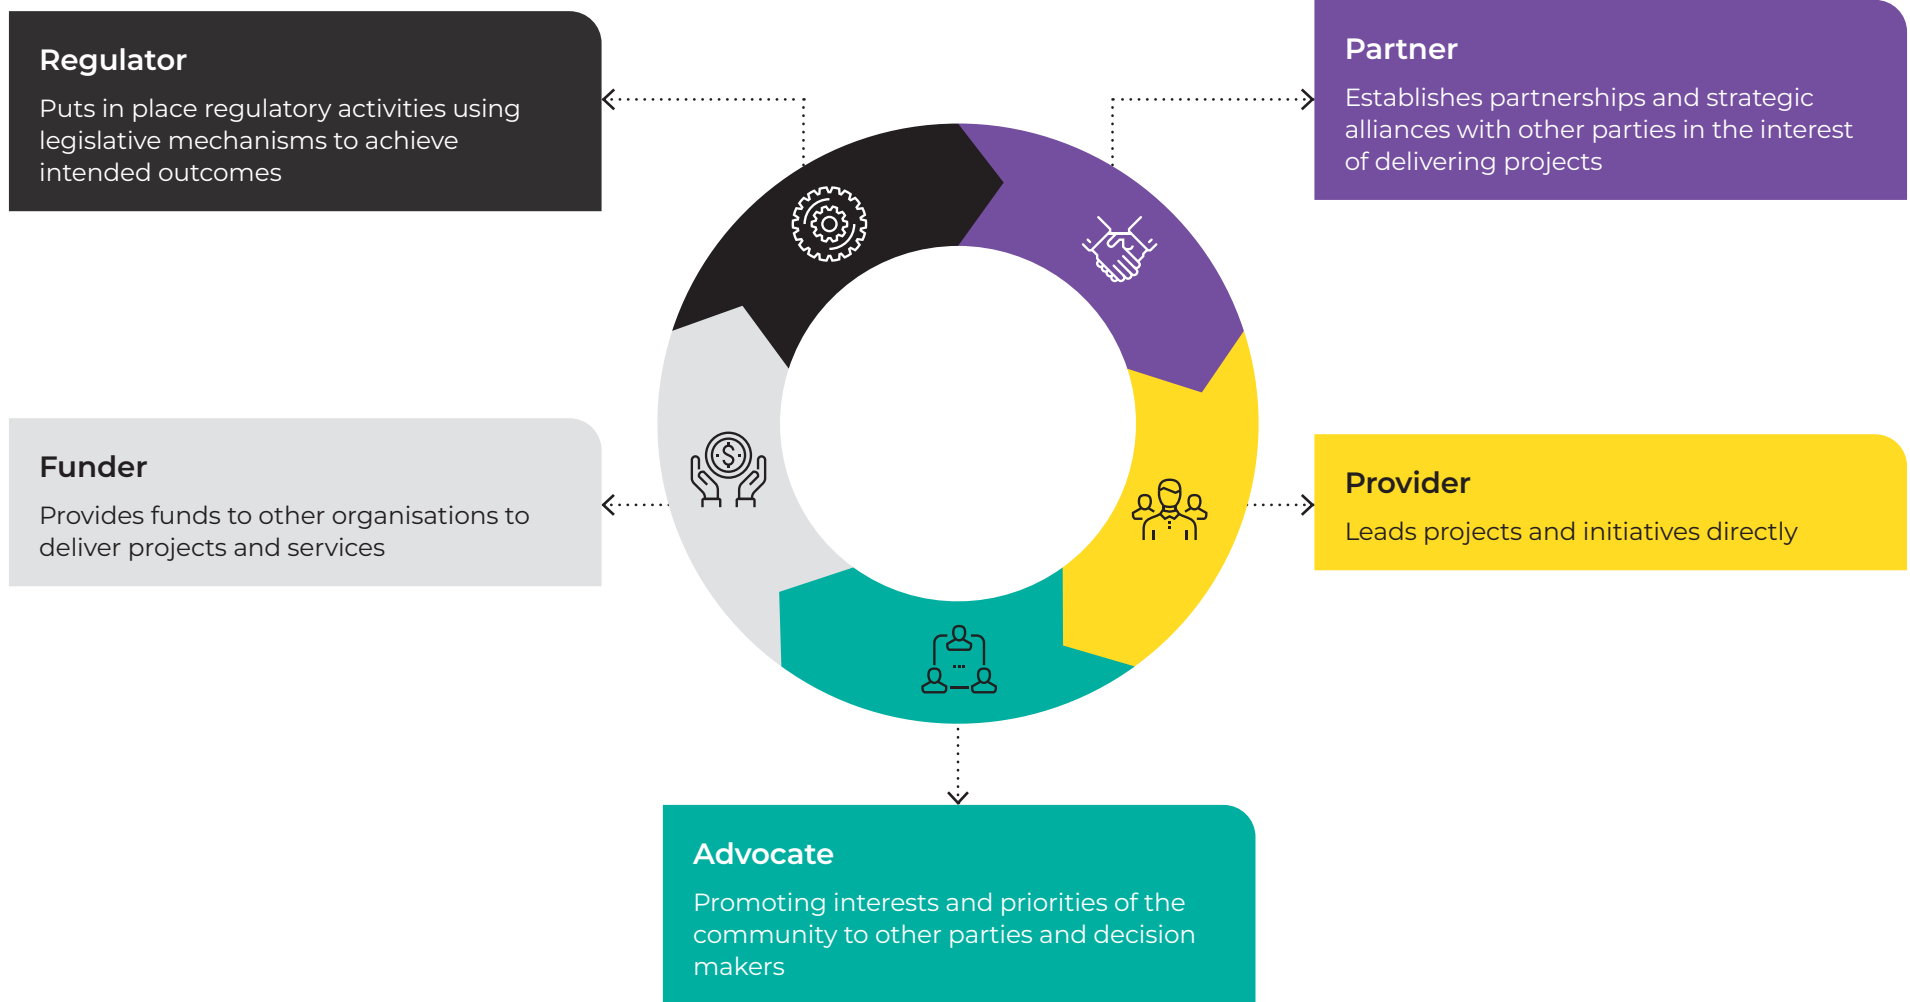 Regulator
Puts in place regulatory activities using
legislative mechanisms to achieve
intended outcomes
Partner
Establishes partnerships and strategic
alliances with other parties in the interest
of delivering projects
Funder
Provides funds to other organisations to
deliver projects and services
$
Provider
Leads projects and initiatives directly
Advocate
Promoting interests and priorities of the
community to other parties and decision
makers